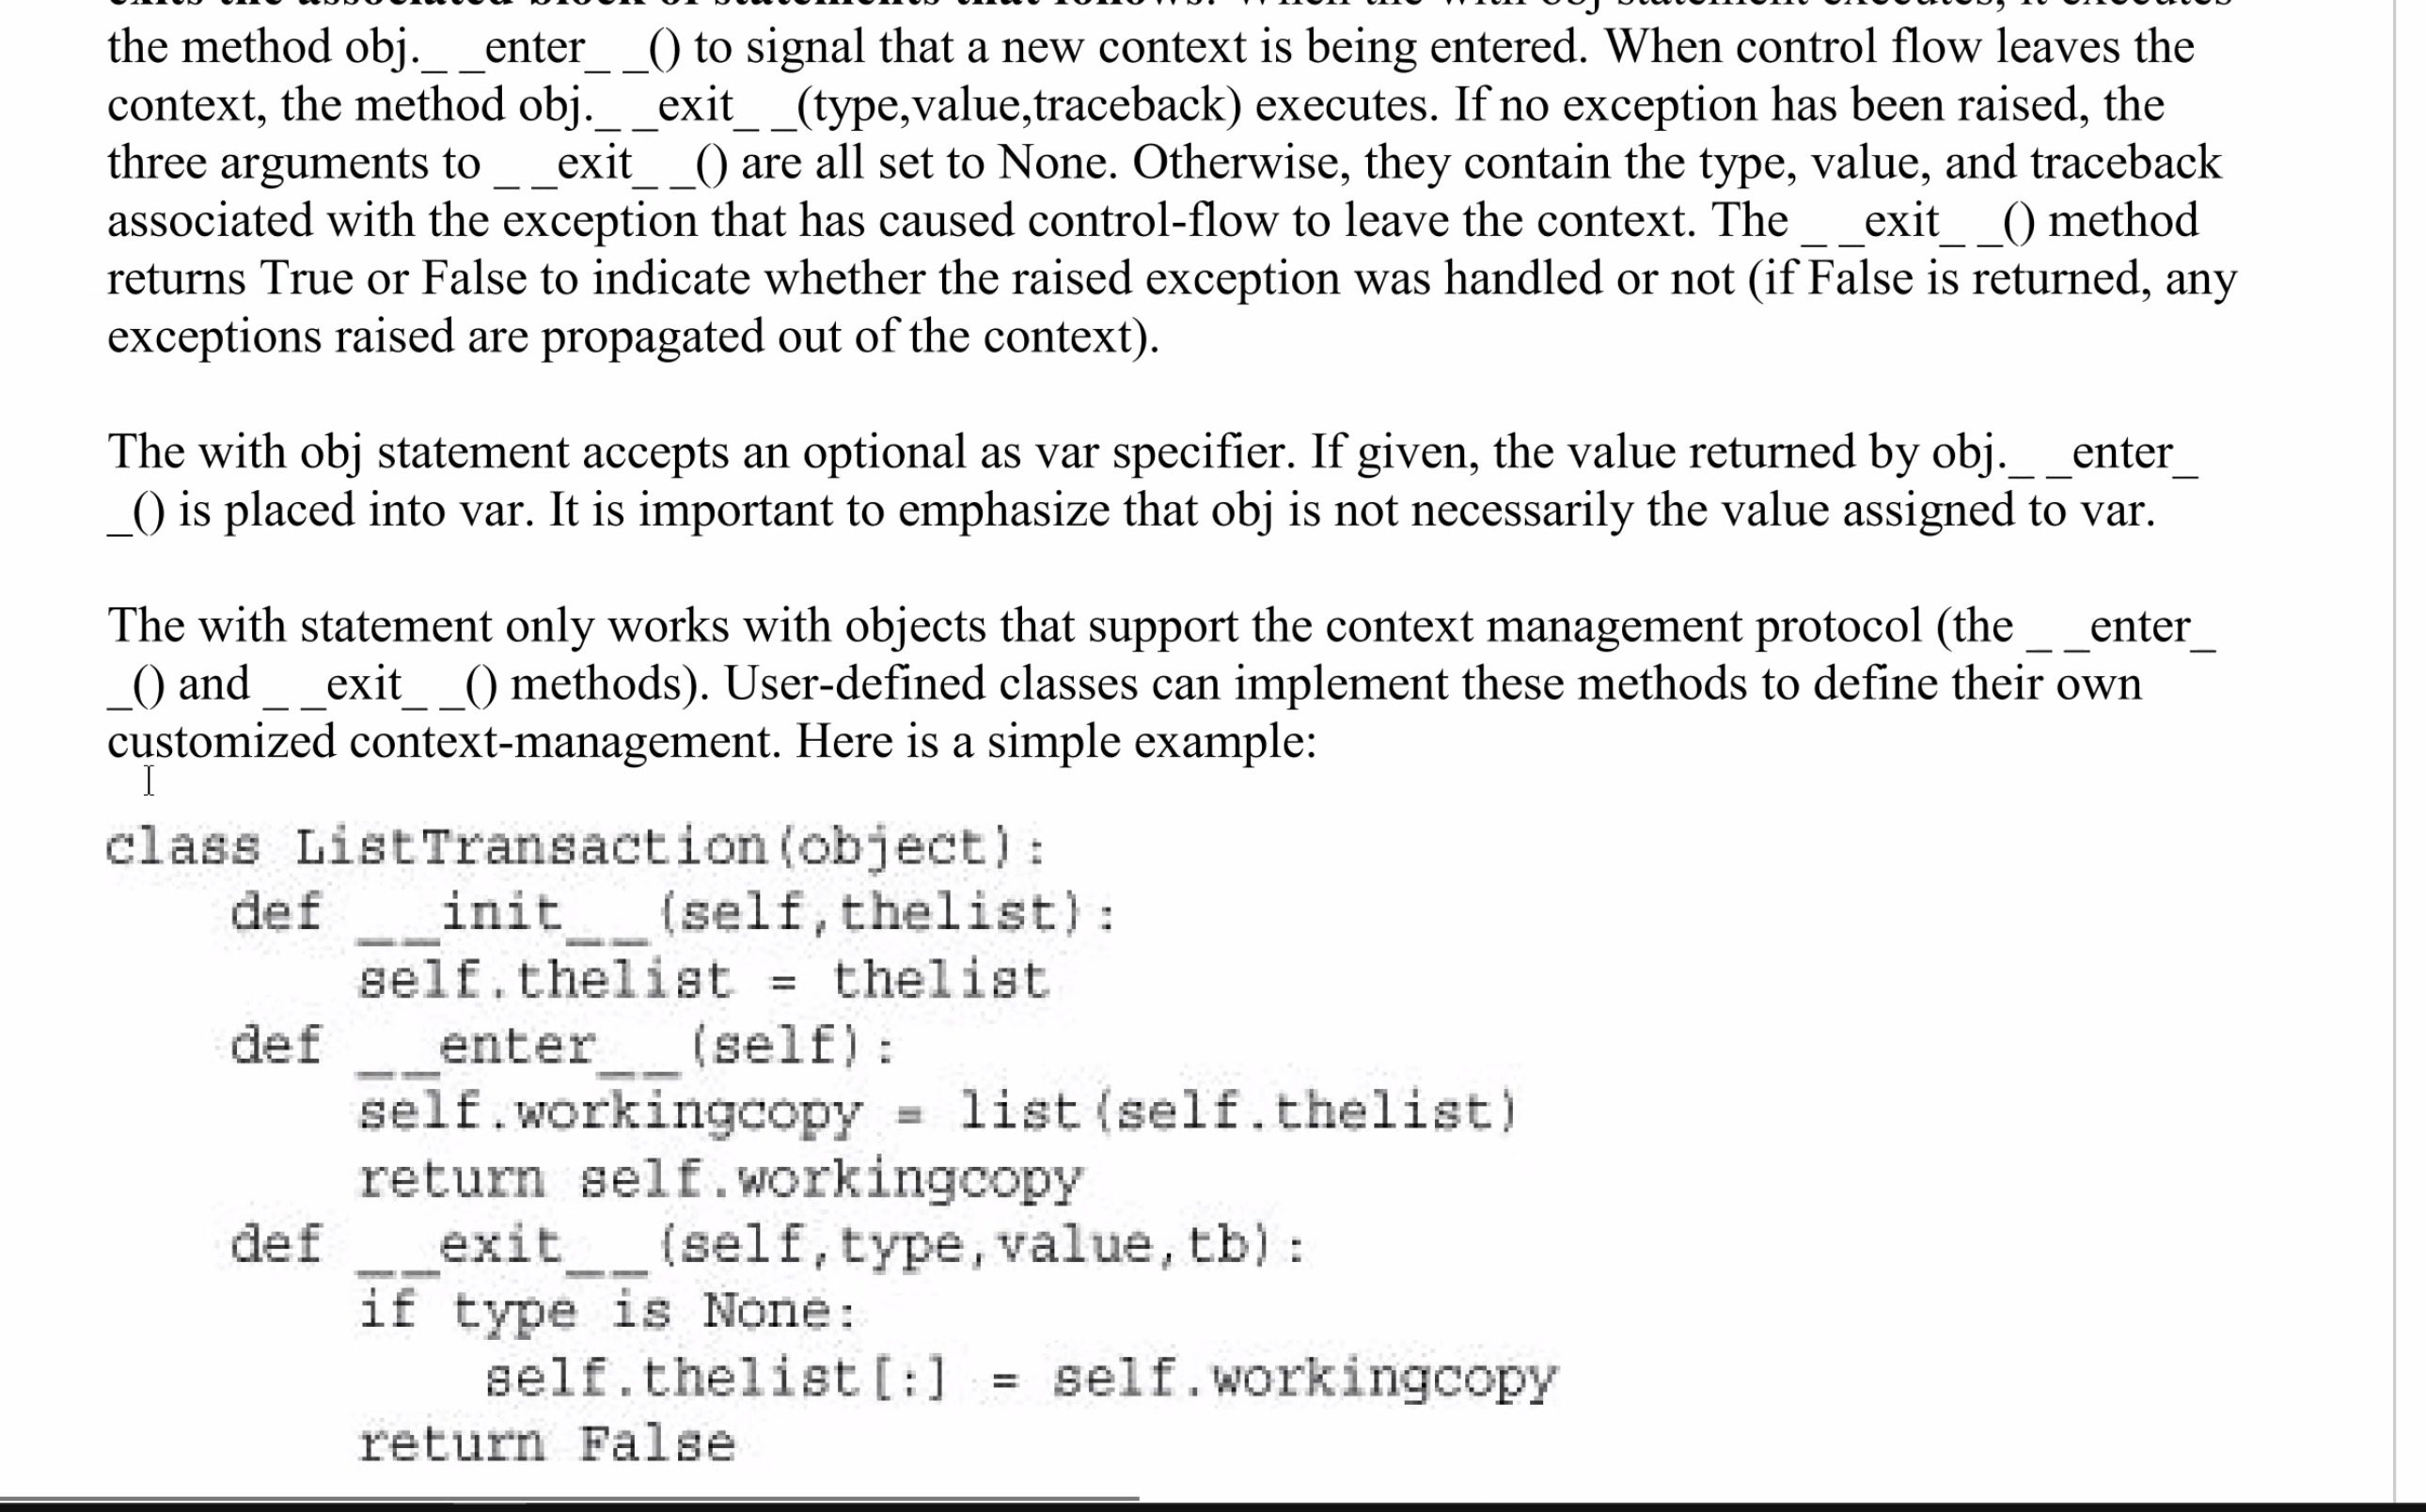 the method obj._ _enter_ _() to signal that a new context is being entered. When control flow leaves the
context, the method obj._ _exit_ _(type,value,traceback) executes. If no exception has been raised, the
three arguments to _ _exit_ _() are all set to None. Otherwise, they contain the type, value, and traceback
associated with the exception that has caused control-flow to leave the context. The _ _exit_ _() method
returns True or False to indicate whether the raised exception was handled or not (if False is returned, any
exceptions raised are propagated out of the context).
The with obj statement accepts an optional as var specifier. If given, the value returned by obj._ _enter_
_() is placed into var. It is important to emphasize that obj is not necessarily the value assigned to var.
The with statement only works with objects that support the context management protocol (the _ _enter_
_() and _ _exit_ _() methods). User-defined classes can implement these methods to define their own
customized context-management. Here is a simple example:
class ListTransaction(object):
    def __init__(self,thelist):
        self.thelist = thelist
    def __enter__(self):
        self.workingcopy = list(self.thelist)
        return self.workingcopy
    def __exit__(self,type,value,tb):
        if type is None:
            self.thelist[:] = self.workingcopy
        return False